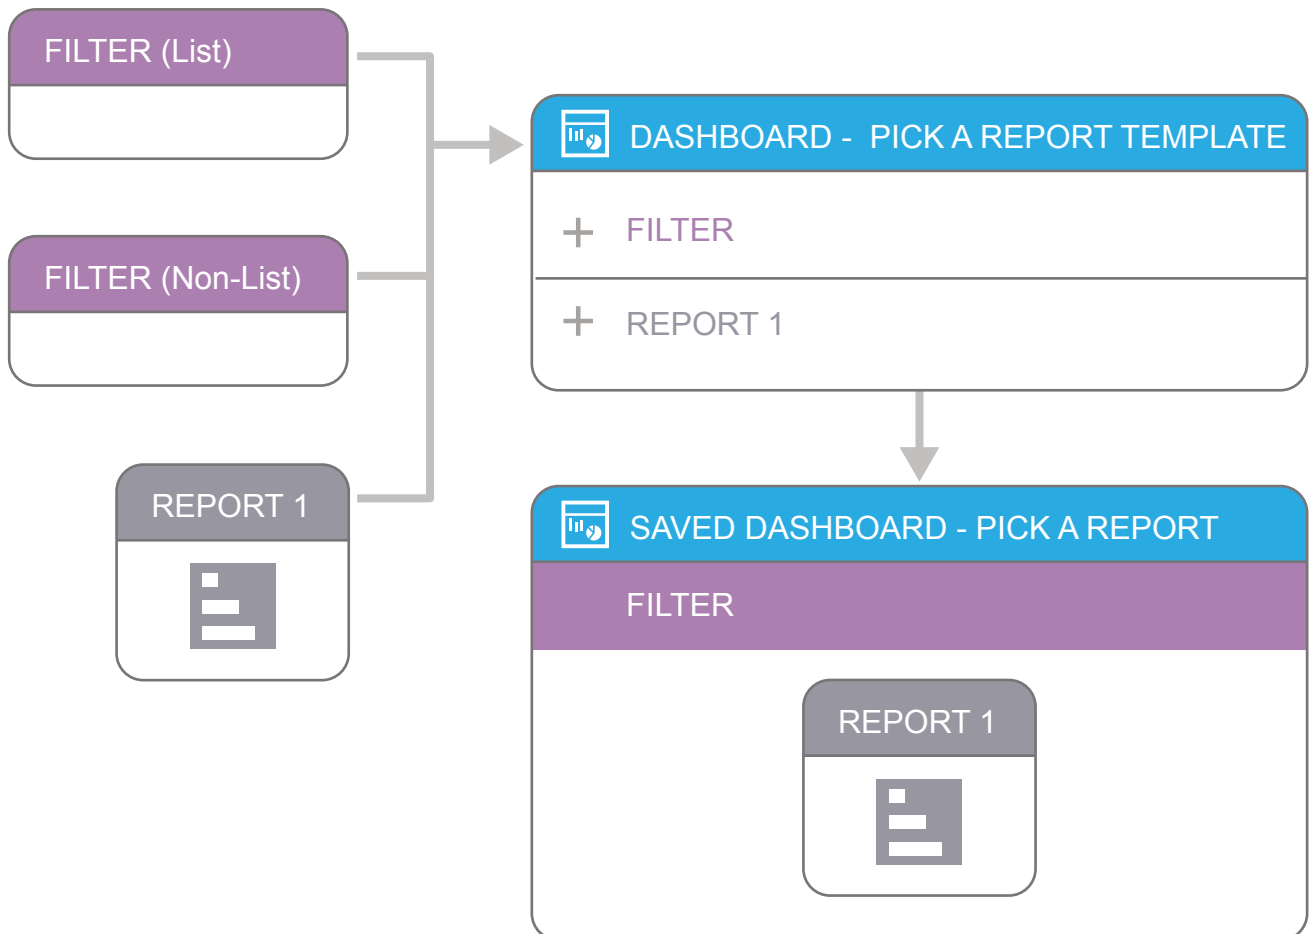 FILTER (List)
FILTER (Non-List)
REPORT 1
DASHBOARD -  PICK A REPORT TEMPLATE
+ FILTER
+ REPORT 1
SAVED DASHBOARD - PICK A REPORT
FILTER
REPORT 1